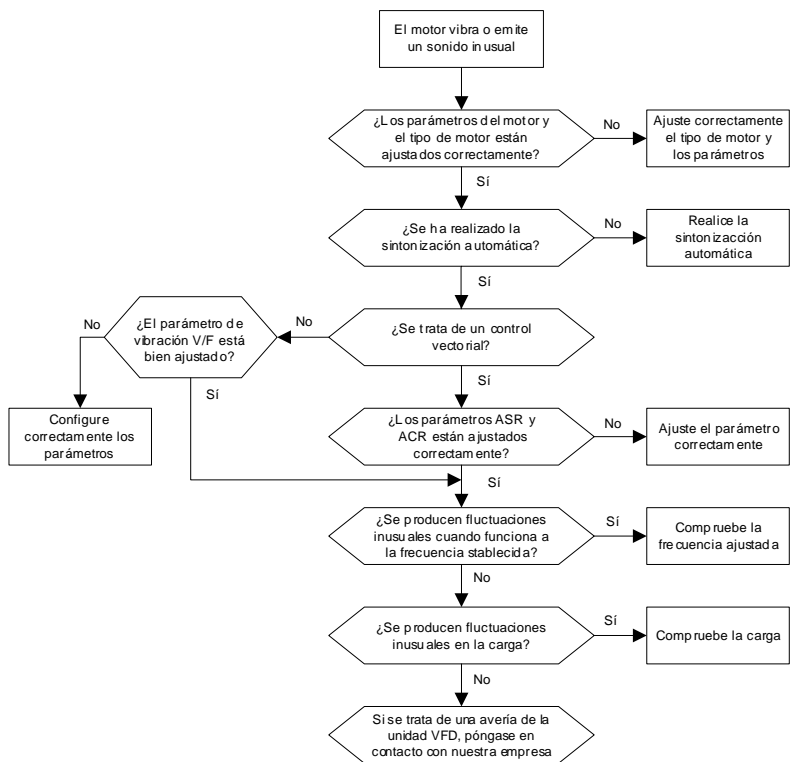 El motor vibra o emite
un sonido inusual
¿Los parámetros del motor y
el tipo de motor están
ajustados correctamente?
No
Ajuste correctamente
el tipo de motor y
los parámetros
Sí
¿Se ha realizado la
sintonización automática?
No
Realice la
sintonizacción
automática
Sí
¿Se trata de un control
vectorial?
No
¿El parámetro de
vibración V/F está
bien ajustado?
No
Configure
correctamente los
parámetros
Sí
Sí
¿Los parámetros ASR y
ACR están ajustados
correctamente?
No
Ajuste el parámetro
correctamente
Sí
¿Se producen fluctuaciones
inusuales cuando funciona a
la frecuencia stablecida?
Sí
Compruebe la
frecuencia ajustada
No
¿Se producen fluctuaciones
inusuales en la carga?
Sí
Compruebe la carga
No
Si se trata de una avería de la
unidad VFD, póngase en
contacto con nuestra empresa